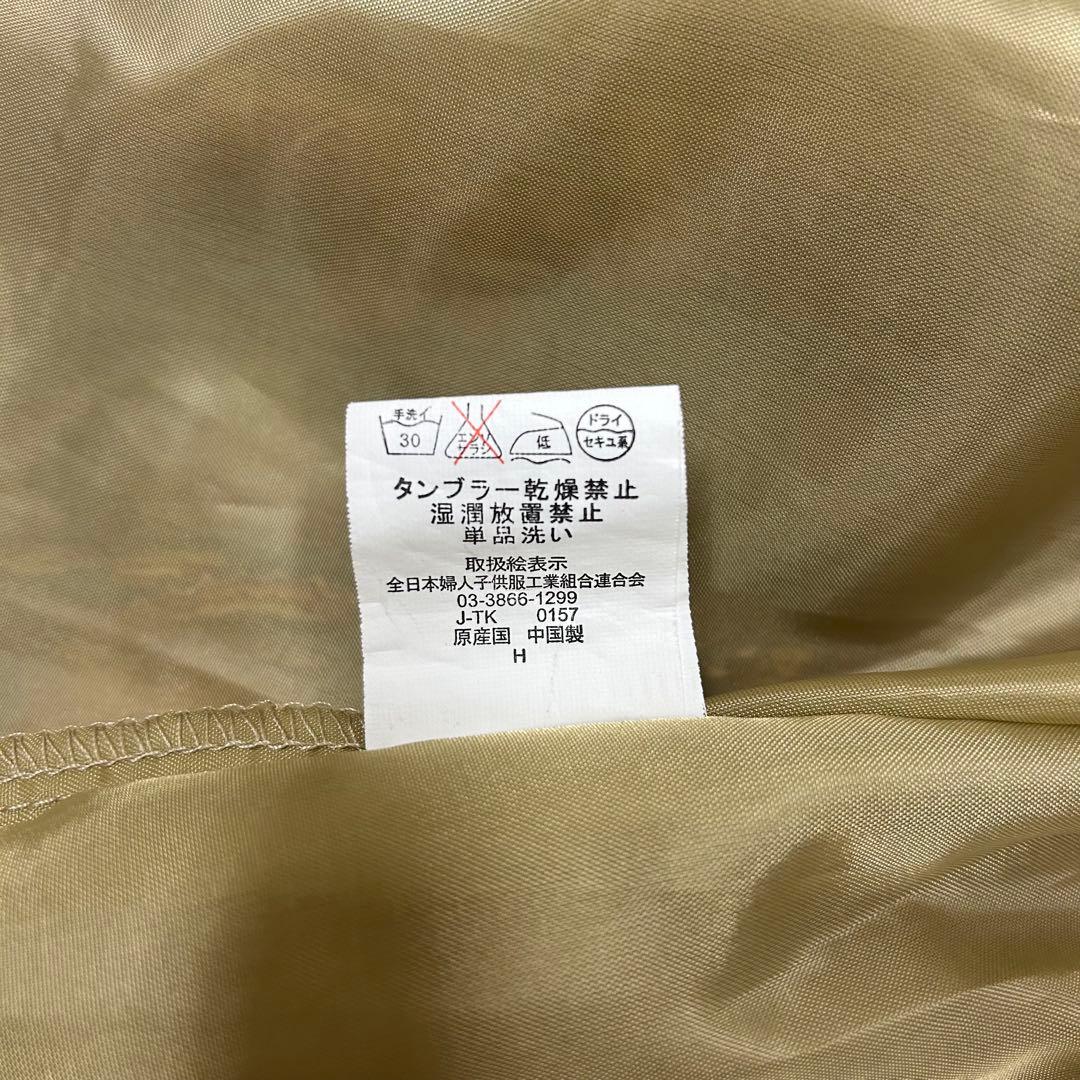 手洗イ
30
エンソ
サラシ
低
ドライ
セキユ系
タンブラー乾燥禁止
湿潤放置禁止
単品洗い
取扱絵表示
全日本婦人子供服工業組合連合会
03-3866-1299
J-TK 0157
原産国 中国製
H